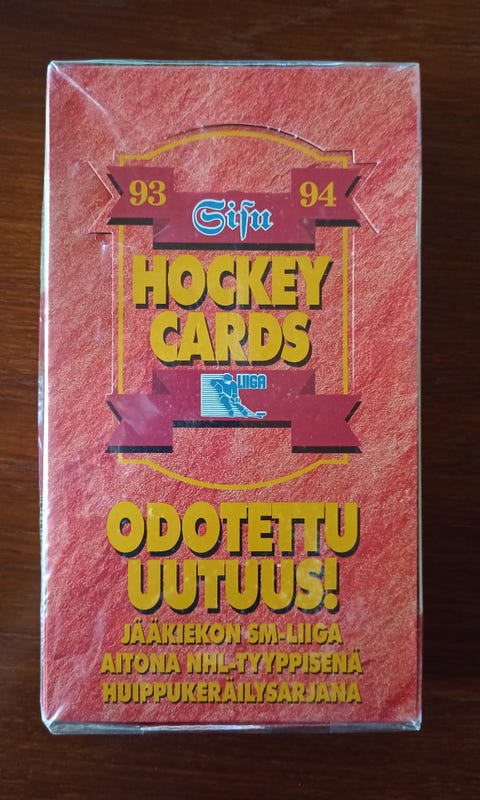 93 Sisu 94
HOCKEY
CARDS
LIIGA
ODOTETTU
UUTUUS!
JÄÄKIEKON SM-LIIGA
AITONA NHL-TYYPPISENÄ
HUIPPUKERÄILYSARJANA